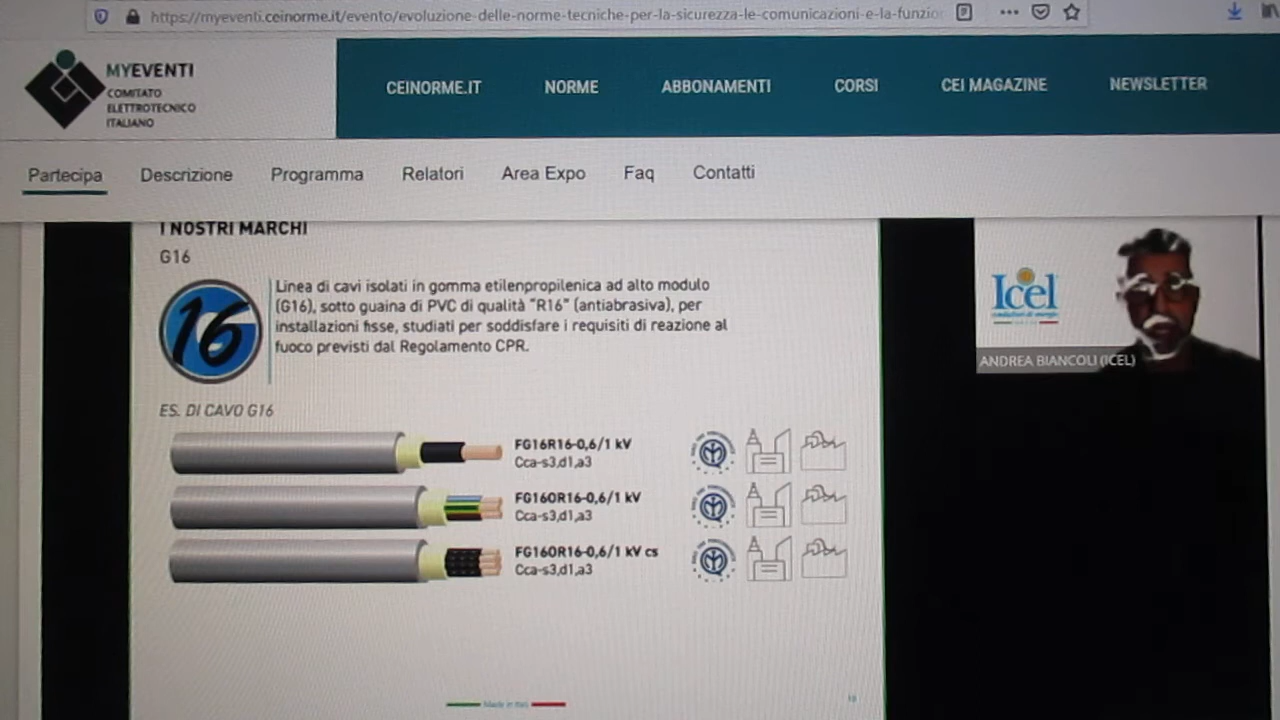 https://myeventi.ceinorme.it/evento/evoluzione-delle-norme-tecniche-per-la-sicurezza-le-comunicazioni-e-la-funzio
MYEVENTI
COMITATO
ELETTROTECNICO
ITALIANO
CEINORME.IT NORME ABBONAMENTI CORSI CEI MAGAZINE NEWSLETTER
Partecipa Descrizione Programma Relatori Area Expo Faq Contatti
I NOSTRI MARCHI
G16
G16
Linea di cavi isolati in gomma etilenpropilenica ad alto modulo
(G16), sotto guaina di PVC di qualità "R16" (antiabrasiva), per
installazioni fisse, studiati per soddisfare i requisiti di reazione al
fuoco previsti dal Regolamento CPR.
ES. DI CAVO G16
FG16R16-0,6/1 kV
Cca-s3,d1,a3
FG16OR16-0,6/1 kV
Cca-s3,d1,a3
FG16OR16-0,6/1 kV cs
Cca-s3,d1,a3
Made in Italy
Icel
ANDREA BIANCOLI (ICEL)